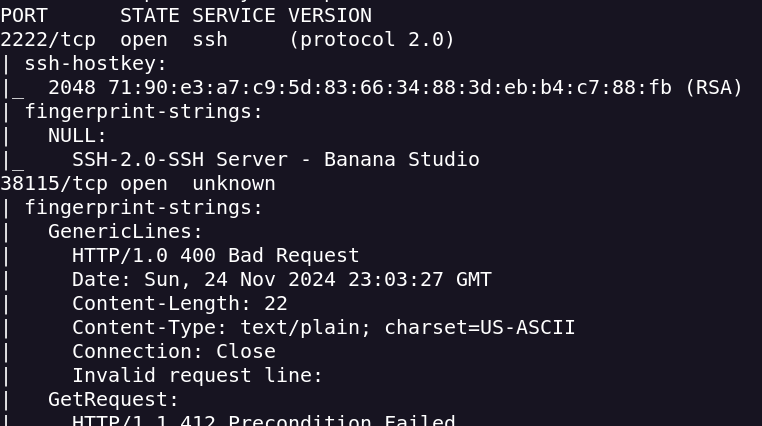 PORT      STATE SERVICE VERSION
2222/tcp  open  ssh     (protocol 2.0)
| ssh-hostkey:
|_  2048 71:90:e3:a7:c9:5d:83:66:34:88:3d:eb:b4:c7:88:fb (RSA)
| fingerprint-strings:
|   NULL:
|_    SSH-2.0-SSH Server - Banana Studio
38115/tcp open  unknown
| fingerprint-strings:
|   GenericLines:
|     HTTP/1.0 400 Bad Request
|     Date: Sun, 24 Nov 2024 23:03:27 GMT
|     Content-Length: 22
|     Content-Type: text/plain; charset=US-ASCII
|     Connection: Close
|     Invalid request line:
|   GetRequest:
|     HTTP/1.1 412 Precondition Failed